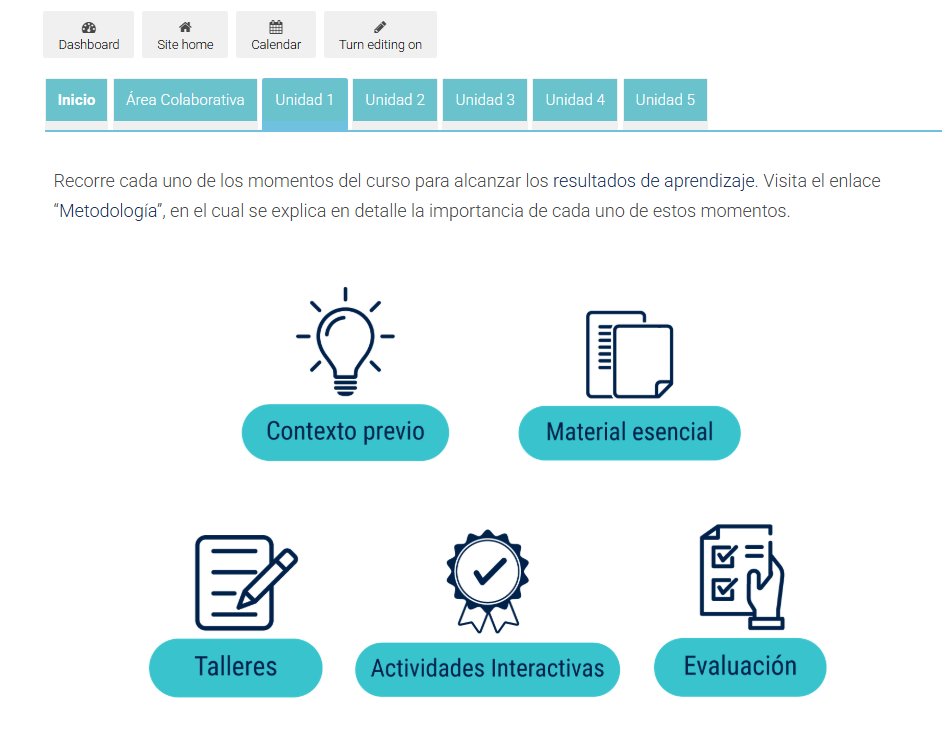 Dashboard
Site home
Calendar
Turn editing on
Inicio
Área Colaborativa
Unidad 1
Unidad 2
Unidad 3
Unidad 4
Unidad 5
Recorre cada uno de los momentos del curso para alcanzar los resultados de aprendizaje. Visita el enlace
“Metodología”, en el cual se explica en detalle la importancia de cada uno de estos momentos.
Contexto previo
Material esencial
Talleres
Actividades Interactivas
Evaluación